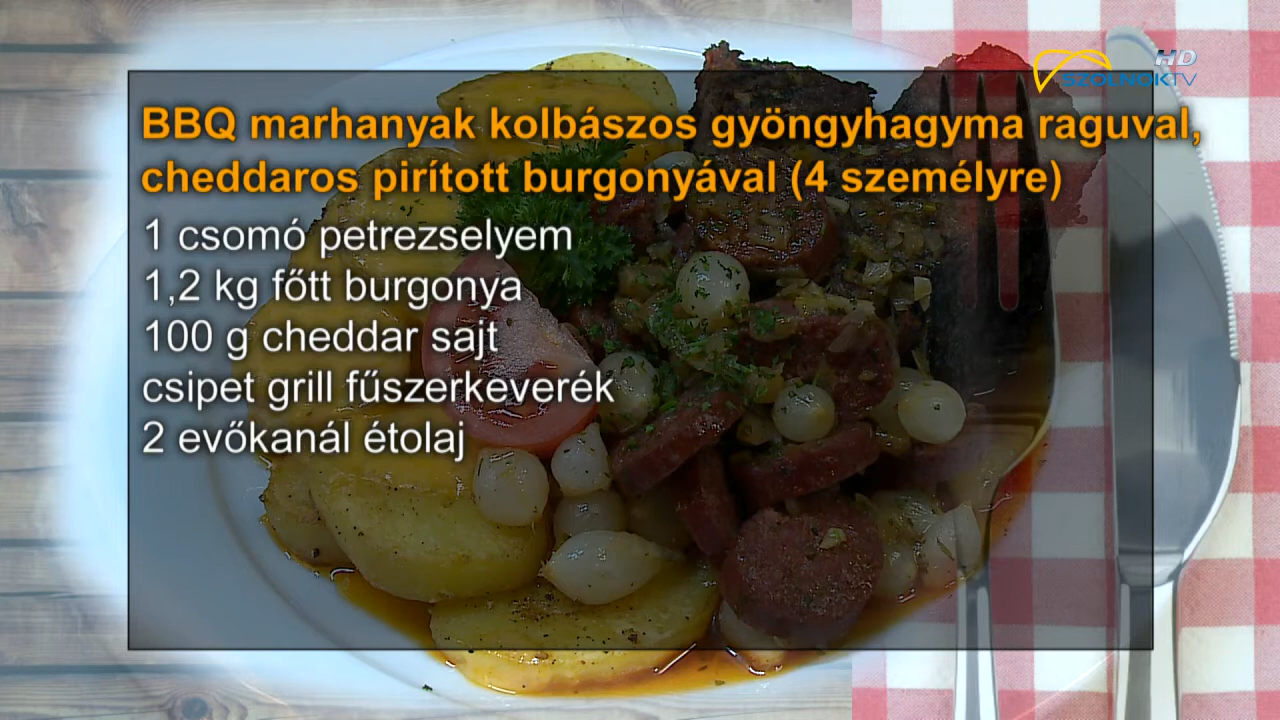 HD
SZOLNOKTV
BBQ marhanyak kolbászos gyöngyhagyma raguval,
cheddaros pirított burgonyával (4 személyre)
1 csomó petrezselyem
1,2 kg főtt burgonya
100 g cheddar sajt
csipet grill fűszerkeverék
2 evőkanál étolaj